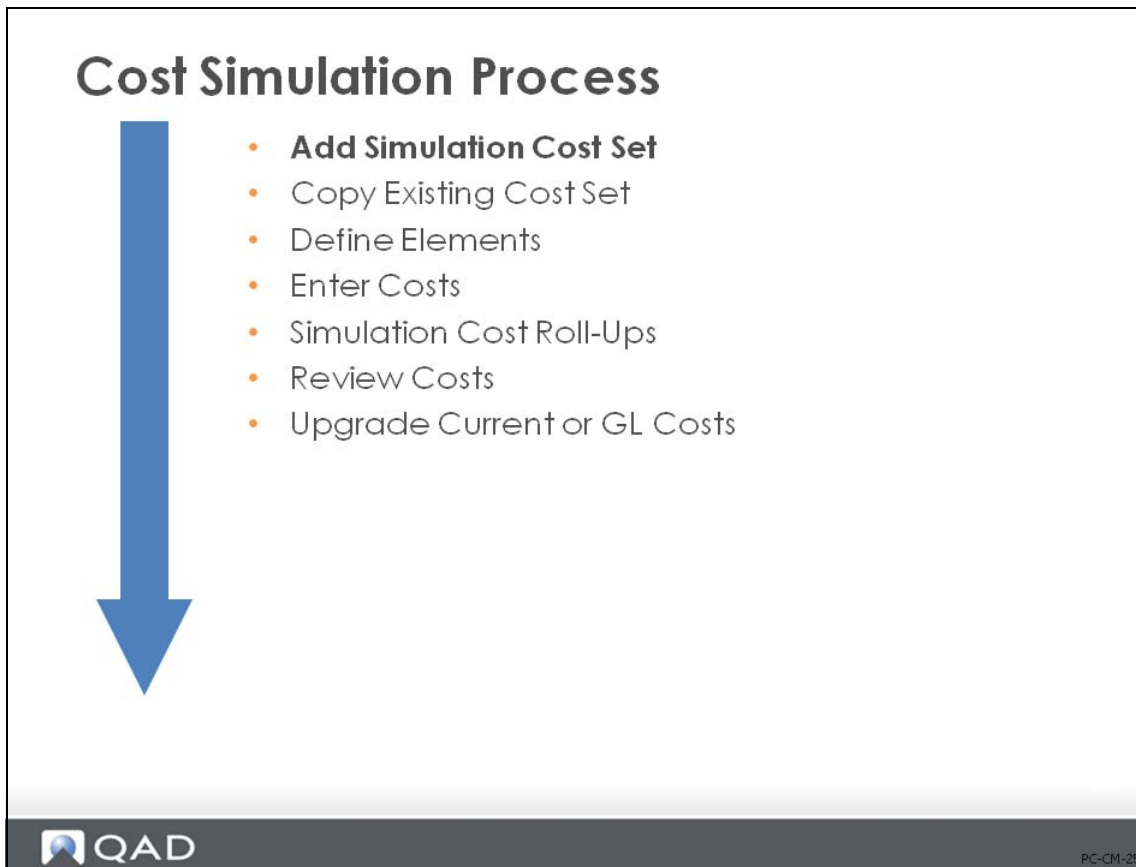 Cost Simulation Process
• Add Simulation Cost Set
• Copy Existing Cost Set
• Define Elements
• Enter Costs
• Simulation Cost Roll-Ups
• Review Costs
• Upgrade Current or GL Costs
QAD